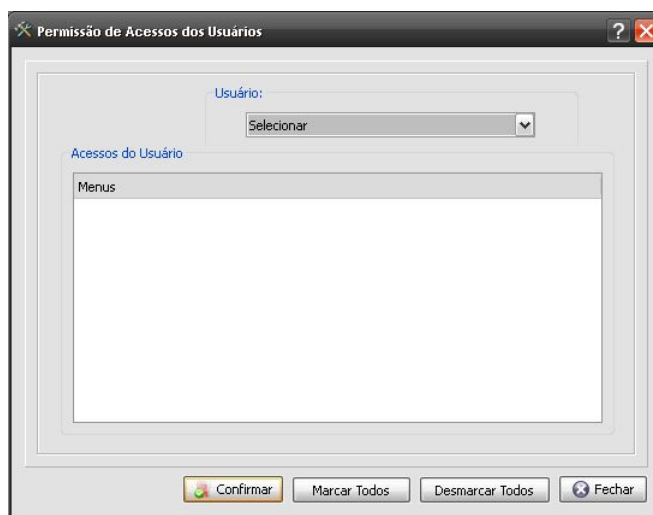 Permissão de Acessos dos Usuários
Usuário:
Selecionar
Acessos do Usuário
Menus
Confirmar Marcar Todos Desmarcar Todos Fechar